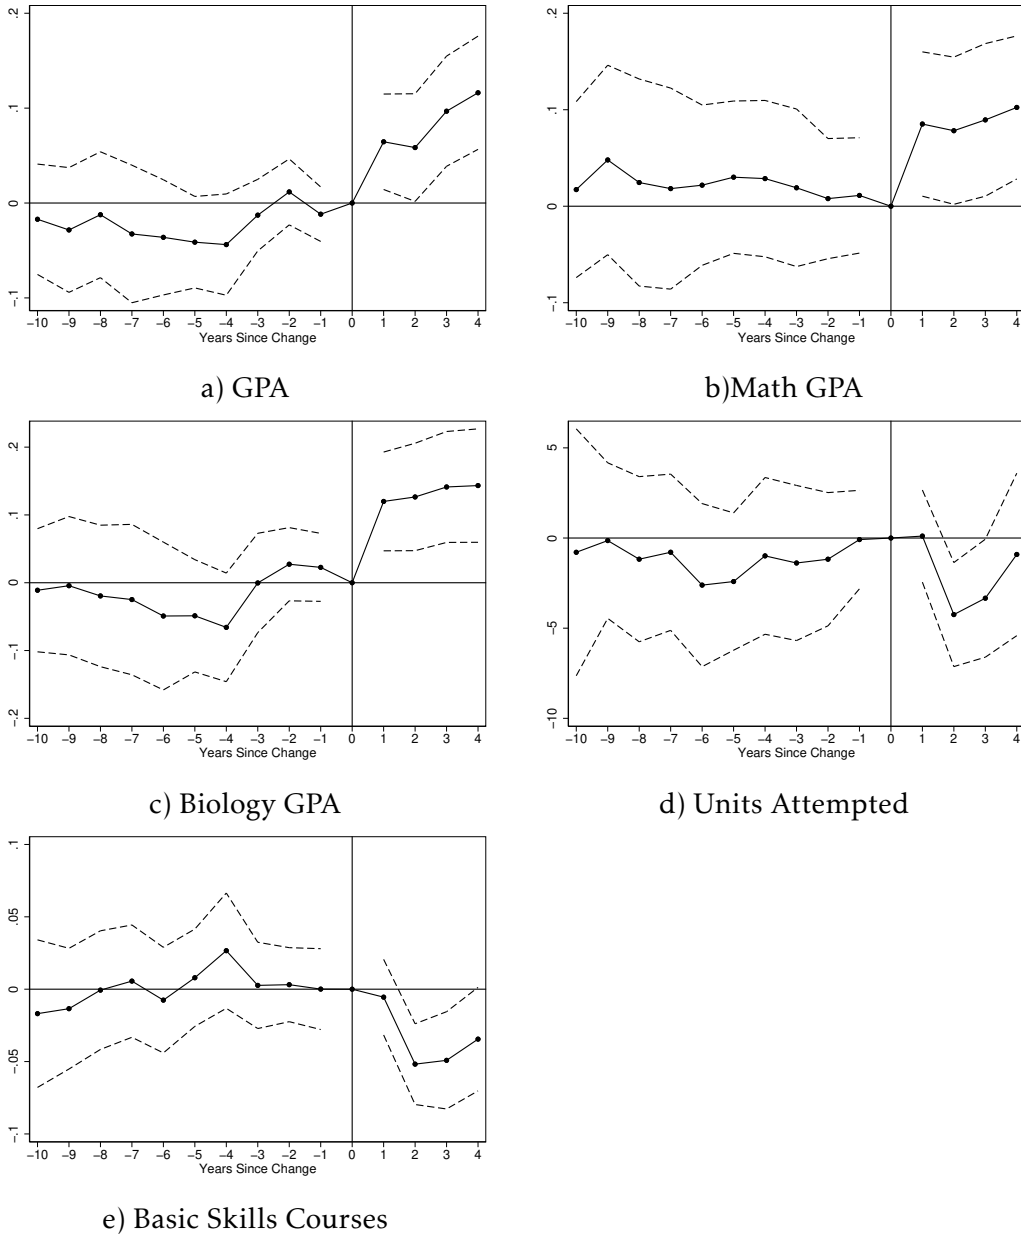 .2
.1
0
-.1
-10 -9 -8 -7 -6 -5 -4 -3 -2 -1 0 1 2 3 4
Years Since Change
a) GPA
.2
.1
0
-.1
-10 -9 -8 -7 -6 -5 -4 -3 -2 -1 0 1 2 3 4
Years Since Change
b)Math GPA
.2
.1
0
-.1
-.2
-10 -9 -8 -7 -6 -5 -4 -3 -2 -1 0 1 2 3 4
Years Since Change
c) Biology GPA
5
0
-5
-10
-10 -9 -8 -7 -6 -5 -4 -3 -2 -1 0 1 2 3 4
Years Since Change
d) Units Attempted
.1
.05
0
-.05
-.1
-10 -9 -8 -7 -6 -5 -4 -3 -2 -1 0 1 2 3 4
Years Since Change
e) Basic Skills Courses